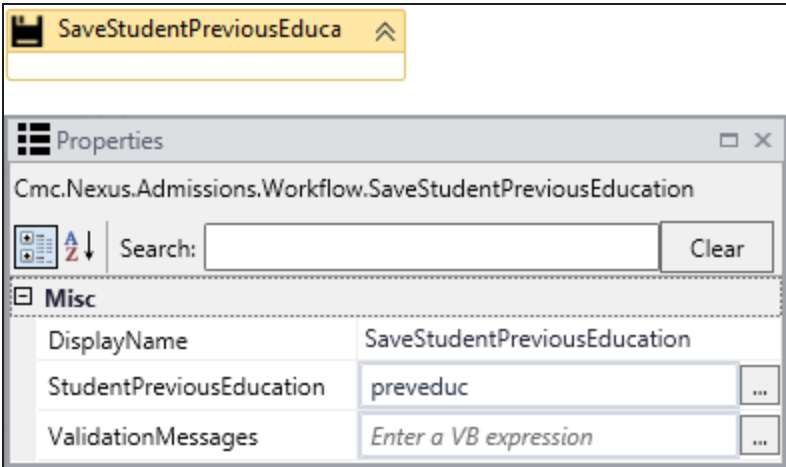 SaveStudentPreviousEduca
Properties
Cmc.Nexus.Admissions.Workflow.SaveStudentPreviousEducation
A Z Search: Clear
Misc
DisplayName SaveStudentPreviousEducation
StudentPreviousEducation preveduc ...
ValidationMessages Enter a VB expression ...